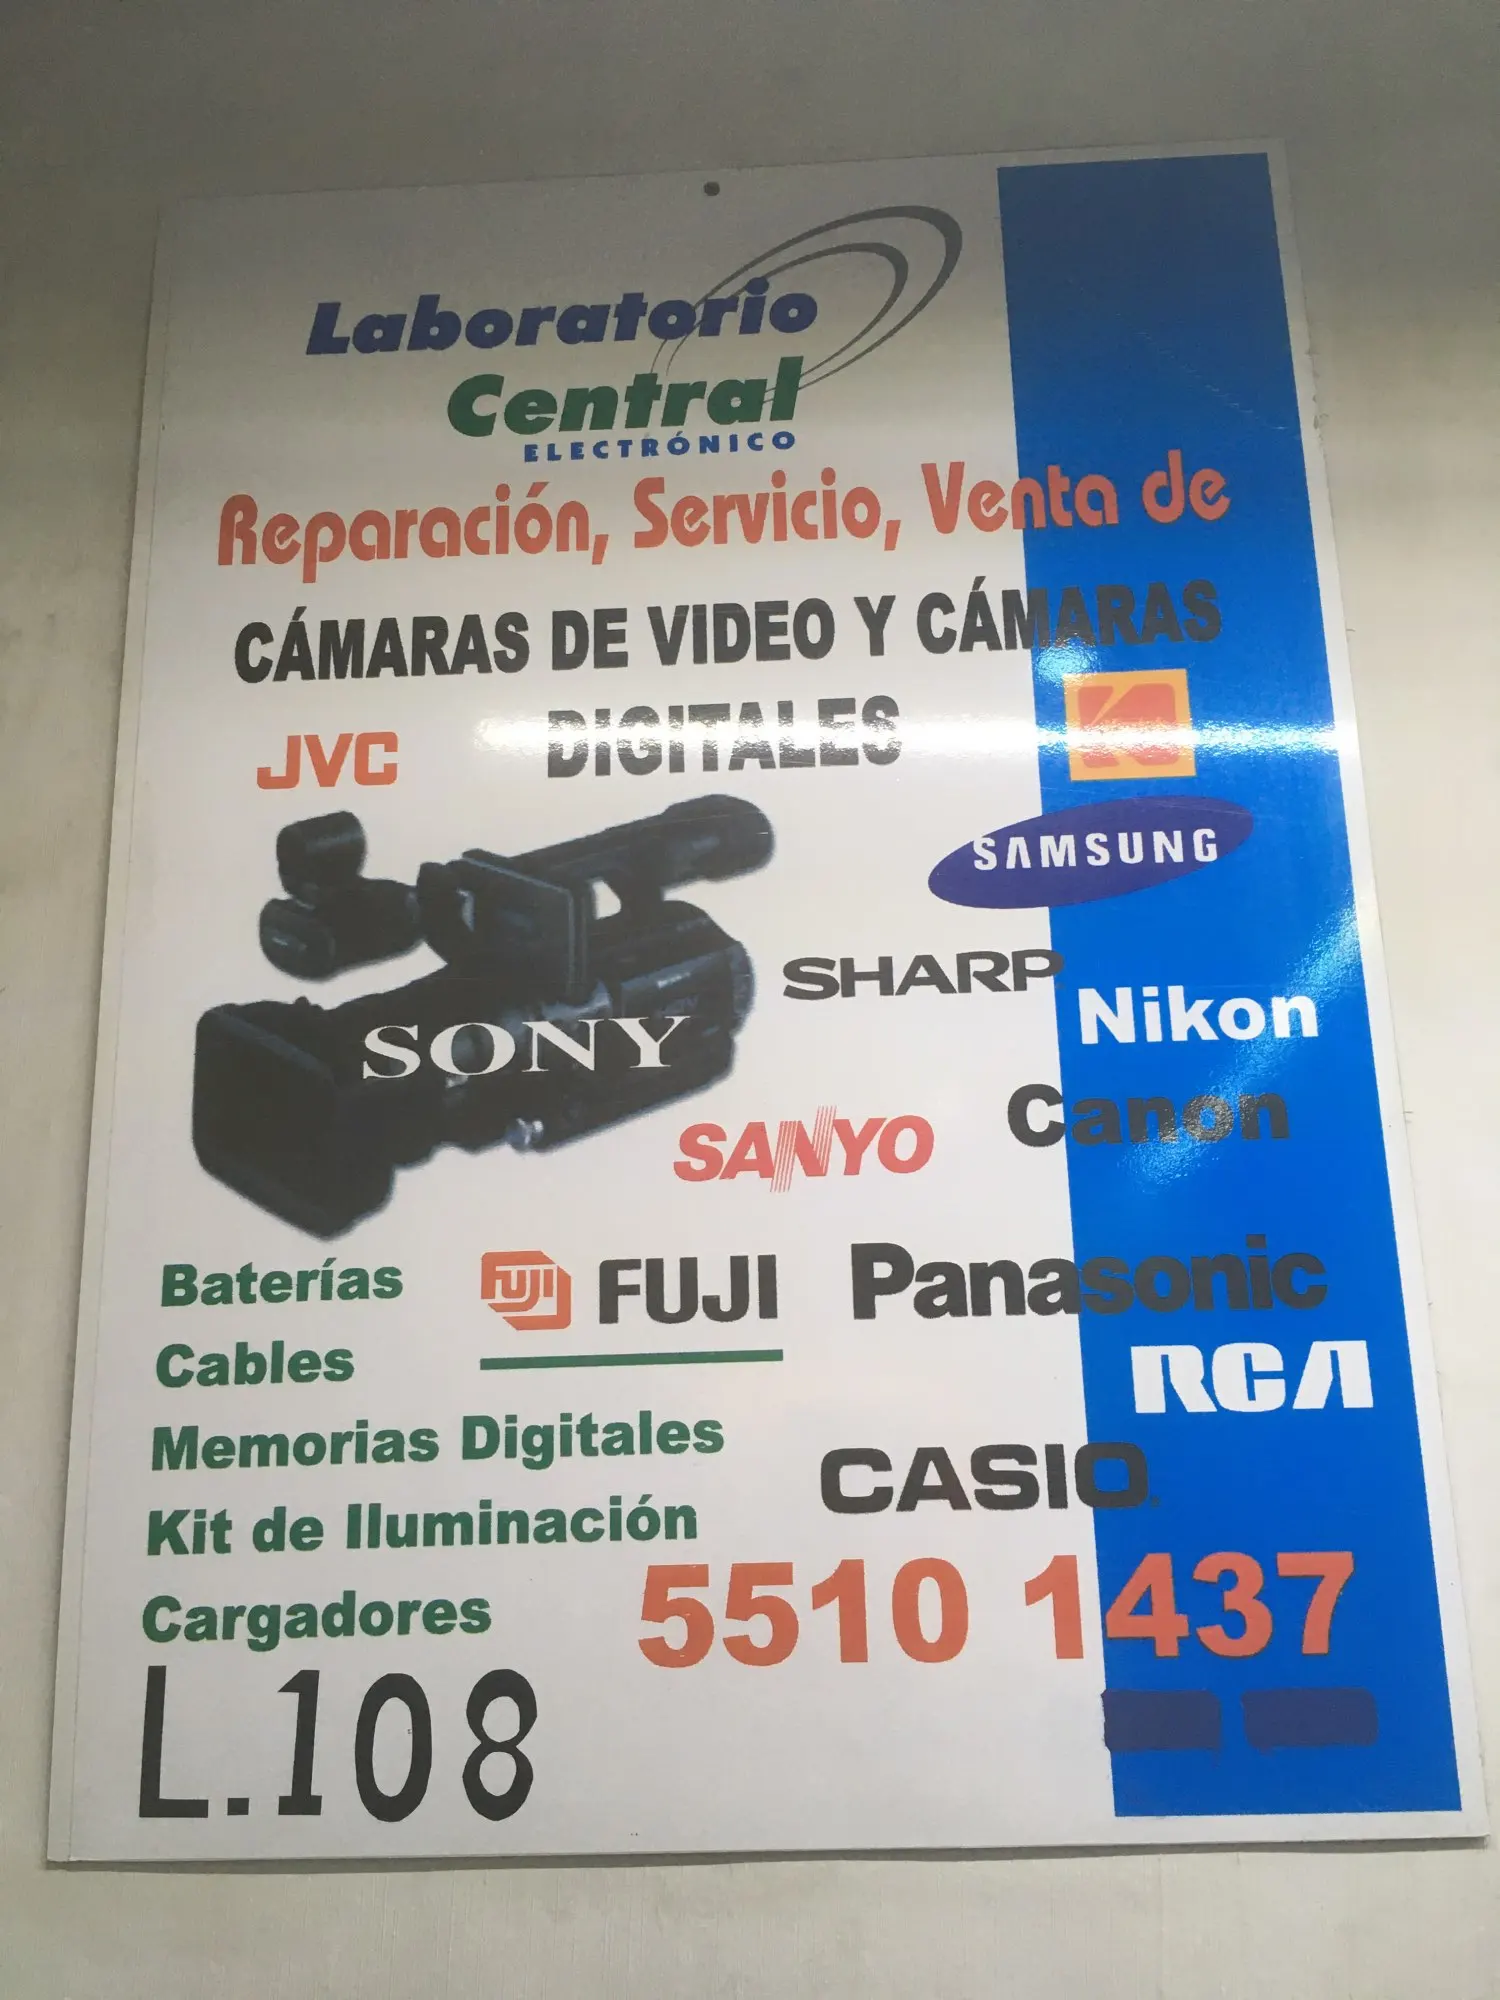 Laboratorio
Central
ELECTRÓNICO
Reparación, Servicio, Venta de
CÁMARAS DE VIDEO Y CÁMARAS
DIGITALES
JVC
K
SAMSUNG
SHARP
Nikon
SONY
Canon
SANYO
Baterías
FUJI FUJI
Panasonic
Cables
RCA
Memorias Digitales
CASIO
Kit de Iluminación
Cargadores
5510 1437
L.108